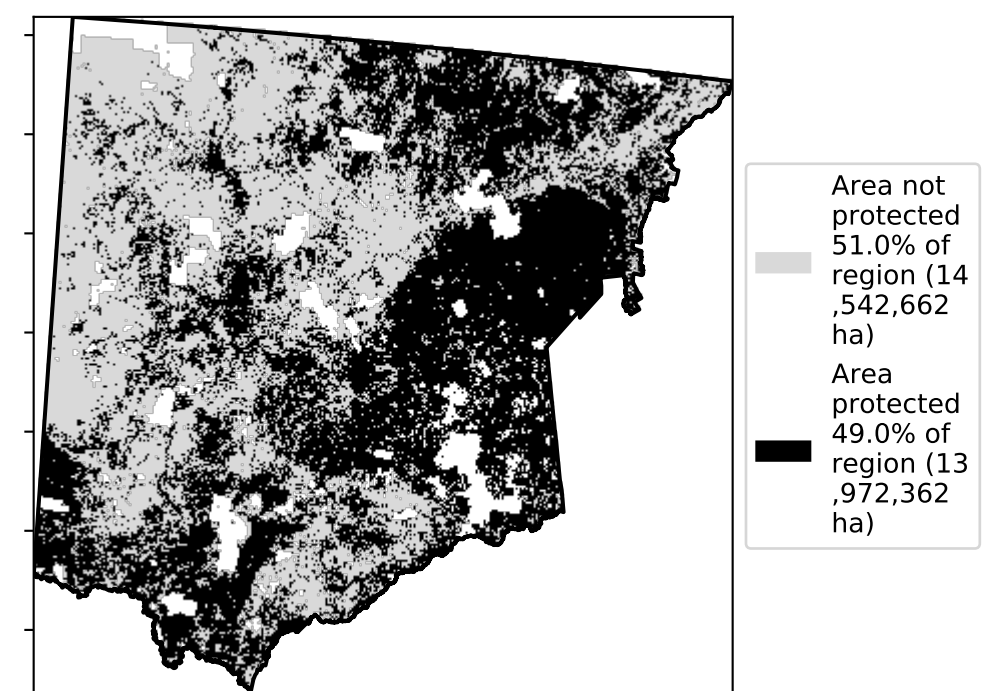 Area not
protected
51.0% of
region (14
,542,662
ha)
Area
protected
49.0% of
region (13
,972,362
ha)